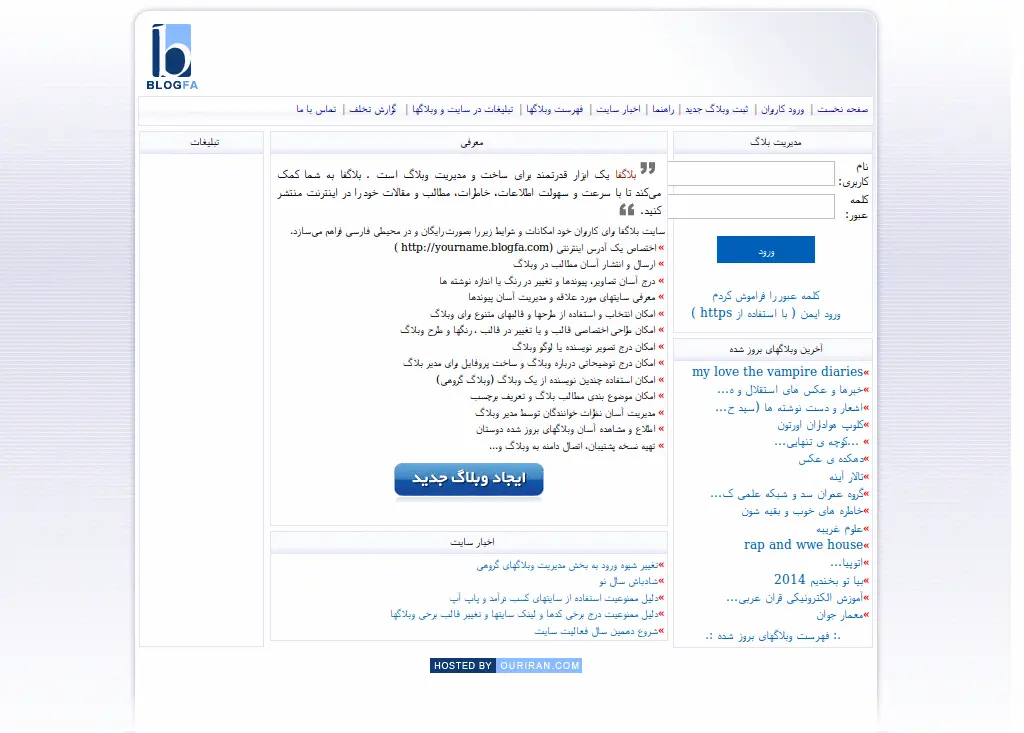 BLOGFA
صفحه نخست | ورود کاروران | ثبت وبلاگ جدید | راهنما | اخبار سایت | فهرست وبلاگها | تبلیغات در سایت و وبلاگها | گزارش تخلف | تماس با ما
مدیریت بلاگ
نام
کاربری:
کلمه
عبور:
ورود
کلمه عبور را فراموش کردم
ورود ایمن ( با استفاده از https )
آخرین وبلاگهای بروز شده
«my love the vampire diaries
«خبرها و عکس های استقلال و ه...
«اشعار و دست نوشته ها (سید ح...
«کلوپ هواداران اورتون
« ...کوچه ی تنهایی...
«دهکده ی عکس
«تالار آینه
«گروه عمران سد و شبکه علمی ک...
«خاطره های خوب و بقیه شون
«علوم غریبه
«rap and wwe house
«اتوپیا...
«بیا تو بخندیم 2014
«آموزش الکترونیکی قران عربی...
«معمار جوان
.: فهرست وبلاگهای بروز شده :.
معرفی
بلاگفا یک ابزار قدرتمند برای ساخت و مدیریت وبلاگ است . بلاگفا به شما کمک
می‌کند تا با سرعت و سهولت اطلاعات، خاطرات، مطالب و مقالات خود را در اینترنت منتشر
کنید.
سایت بلاگفا برای کاربران خود امکانات و شرایط زیر را بصورت رایگان و در محیطی فارسی فراهم می‌سازد.
« اختصاص یک آدرس اینترنتی (http://yourname.blogfa.com )
« ارسال و انتشار آسان مطالب در وبلاگ
« درج آسان تصاویر، پیوندها و تغییر در رنگ یا اندازه نوشته ها
« معرفی سایتهای مورد علاقه و مدیریت آسان پیوندها
« امکان انتخاب و استفاده از طرحها و قالبهای متنوع برای وبلاگ
« امکان طراحی اختصاصی قالب و یا تغییر در قالب ، رنگها و طرح وبلاگ
« امکان درج تصویر نویسنده یا لوگو وبلاگ
« امکان درج توضیحاتی درباره وبلاگ و ساخت پروفایل برای مدیر بلاگ
« امکان استفاده چندین نویسنده از یک وبلاگ (وبلاگ گروهی)
« امکان موضوع بندی مطالب بلاگ و تعریف برچسب
« مدیریت آسان نظرات خوانندگان توسط مدیر وبلاگ
« اطلاع و مشاهده آسان وبلاگهای بروز شده دوستان
« تهیه نسخه پشتیبان، اتصال دامنه به وبلاگ و...
ایجاد وبلاگ جدید
اخبار سایت
«تغییر شیوه ورود به بخش مدیریت وبلاگهای گروهی
«شادباش سال نو
«دلیل ممنوعیت استفاده از سایتهای کسب درآمد و پاپ آپ
«دلیل ممنوعیت درج برخی کدها و لینک سایتها و تغییر قالب برخی وبلاگها
«شروع دهمین سال فعالیت سایت
تبلیغات
HOSTED BY OURIRAN.COM